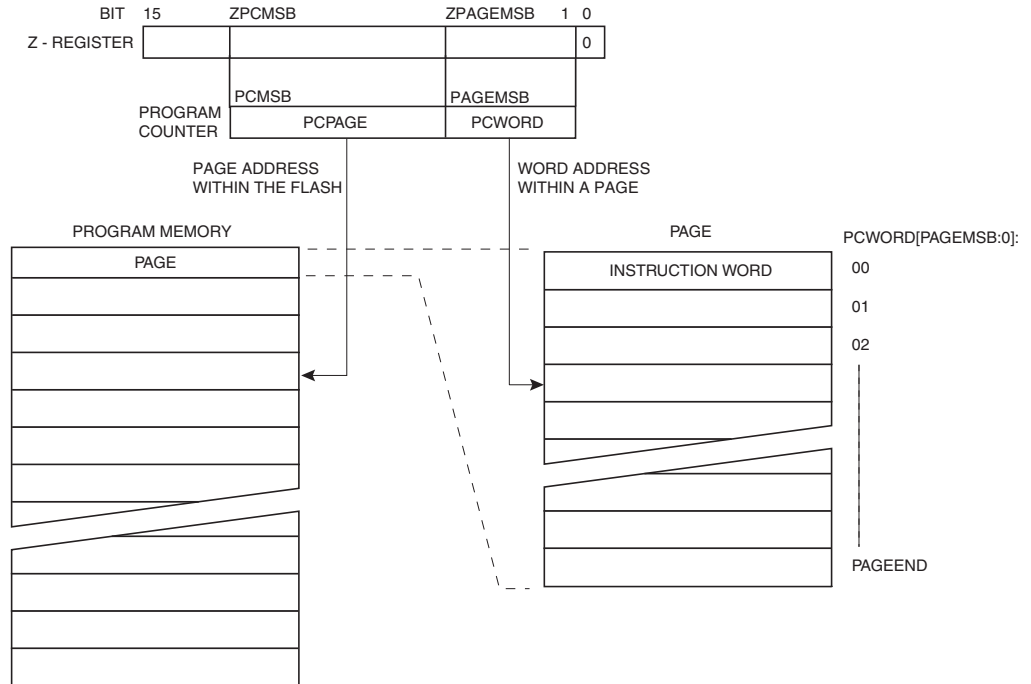 BIT 15 ZPCMSB ZPAGEMSB 1 0
Z - REGISTER 0
PCMSB PAGEMSB
PROGRAM
COUNTER
PCPAGE PCWORD
PAGE ADDRESS
WITHIN THE FLASH
WORD ADDRESS
WITHIN A PAGE
PROGRAM MEMORY PAGE PCWORD[PAGEMSB:0]:
PAGE INSTRUCTION WORD 00
01
02
PAGEEND